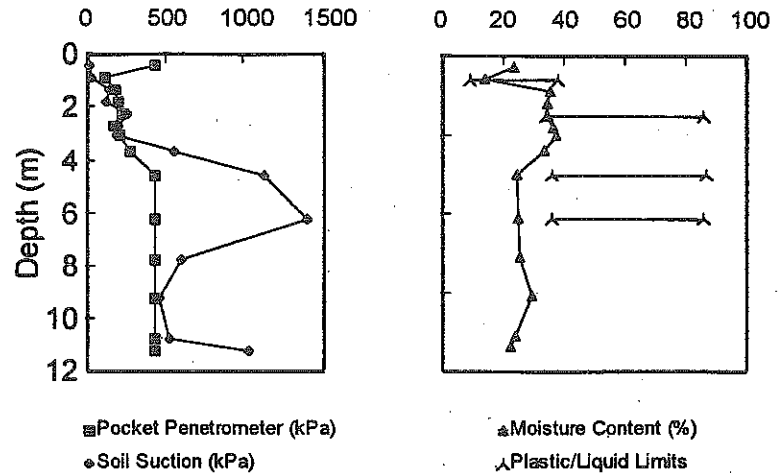 0 500 1000 1500
0 20 40 60 80 100
0
2
4
6
8
10
12
Depth (m)
Pocket Penetrometer (kPa)
Soil Suction (kPa)
Moisture Content (%)
Plastic/Liquid Limits